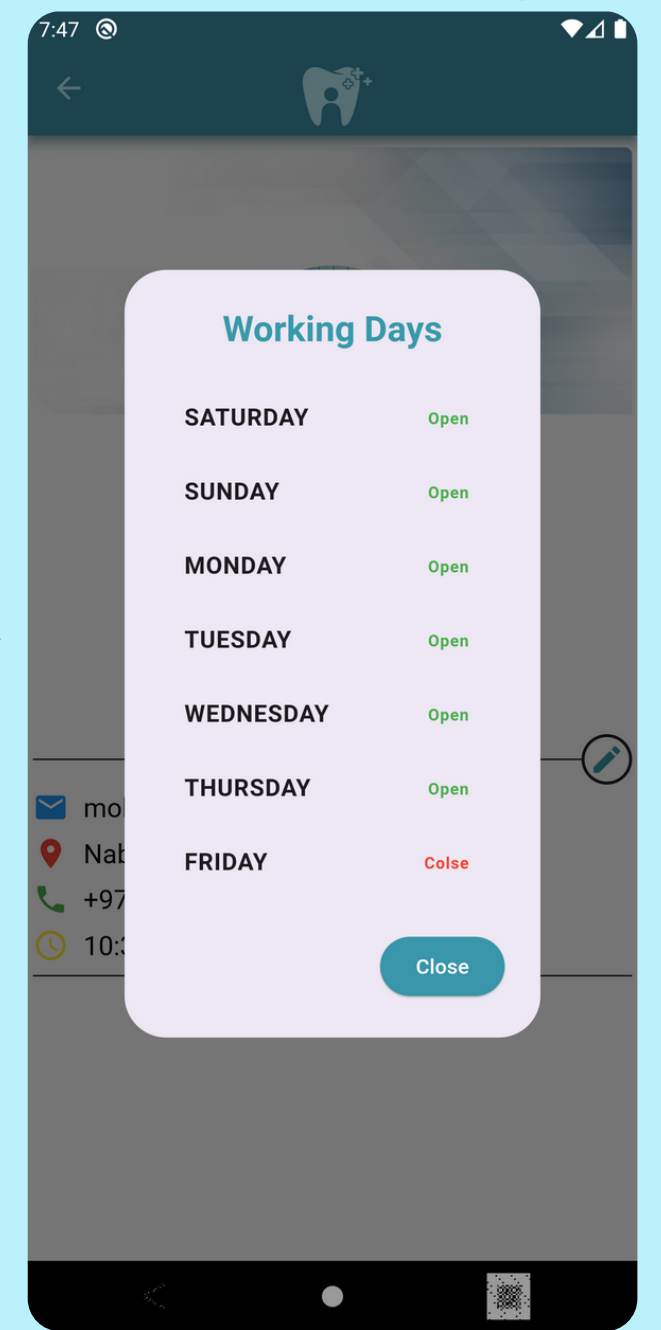 7:47
Working Days
SATURDAY Open
SUNDAY Open
MONDAY Open
TUESDAY Open
WEDNESDAY Open
THURSDAY Open
FRIDAY Colse
Close